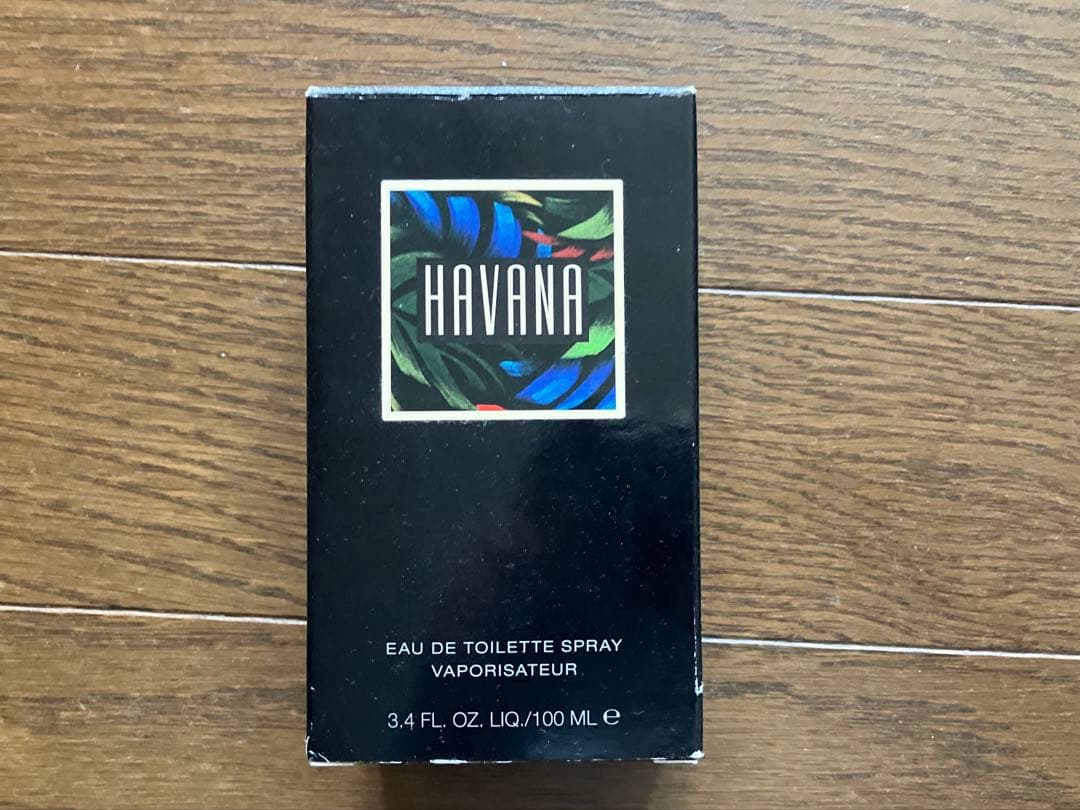 HAVANA
EAU DE TOILETTE SPRAY
VAPORISATEUR
3.4 FL. OZ. LIQ./100 ML ℮